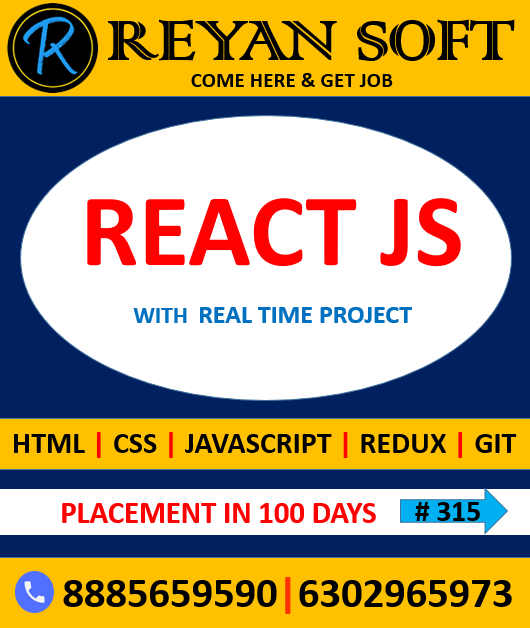 R REYAN SOFT
COME HERE & GET JOB
REACT JS
WITH REAL TIME PROJECT
HTML | CSS | JAVASCRIPT | REDUX | GIT
PLACEMENT IN 100 DAYS # 315
8885659590|6302965973